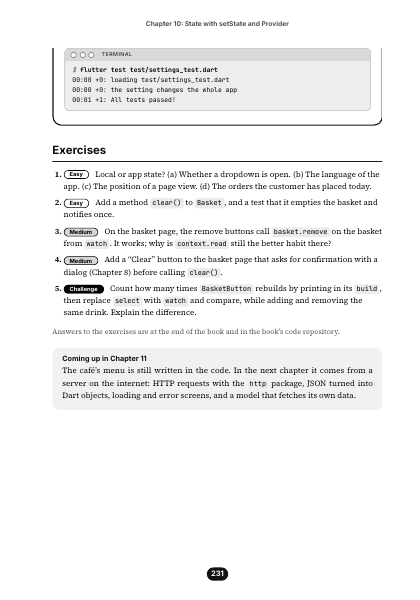 Chapter 10: State with setState and Provider
TERMINAL
$ flutter test test/settings_test.dart
00:00 +0: loading test/settings_test.dart
00:00 +0: the setting changes the whole app
00:01 +1: All tests passed!
Exercises
1. Easy Local or app state? (a) Whether a dropdown is open. (b) The language of the
app. (c) The position of a page view. (d) The orders the customer has placed today.
2. Easy Add a method clear() to Basket, and a test that it empties the basket and
notifies once.
3. Medium On the basket page, the remove buttons call basket.remove on the basket
from watch. It works; why is context.read still the better habit there?
4. Medium Add a “Clear” button to the basket page that asks for confirmation with a
dialog (Chapter 8) before calling clear().
5. Challenge Count how many times BasketButton rebuilds by printing in its build,
then replace select with watch and compare, while adding and removing the
same drink. Explain the difference.
Answers to the exercises are at the end of the book and in the book’s code repository.
Coming up in Chapter 11
The café’s menu is still written in the code. In the next chapter it comes from a
server on the internet: HTTP requests with the http package, JSON turned into
Dart objects, loading and error screens, and a model that fetches its own data.
231